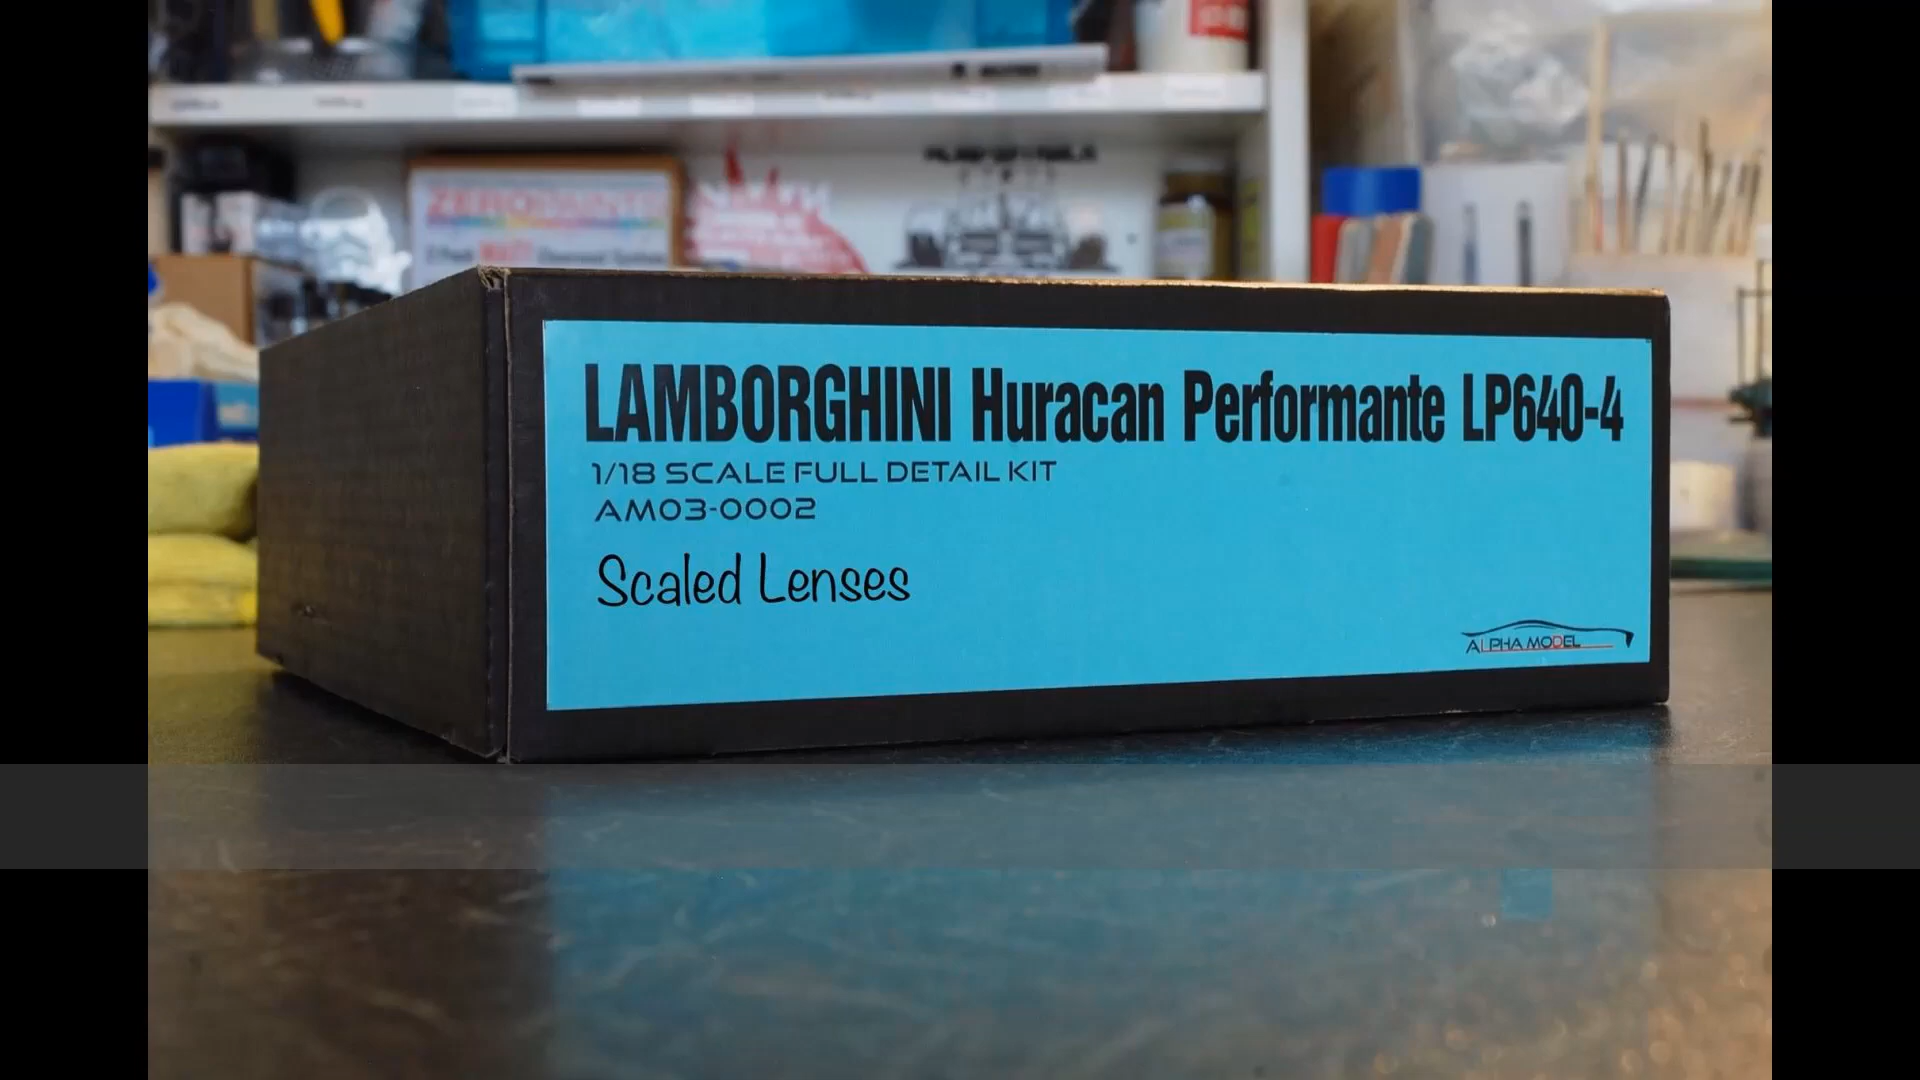 LAMBORGHINI Huracan Performante LP640-4
1/18 SCALE FULL DETAIL KIT
AM03-0002
Scaled Lenses
ALPHA MODEL